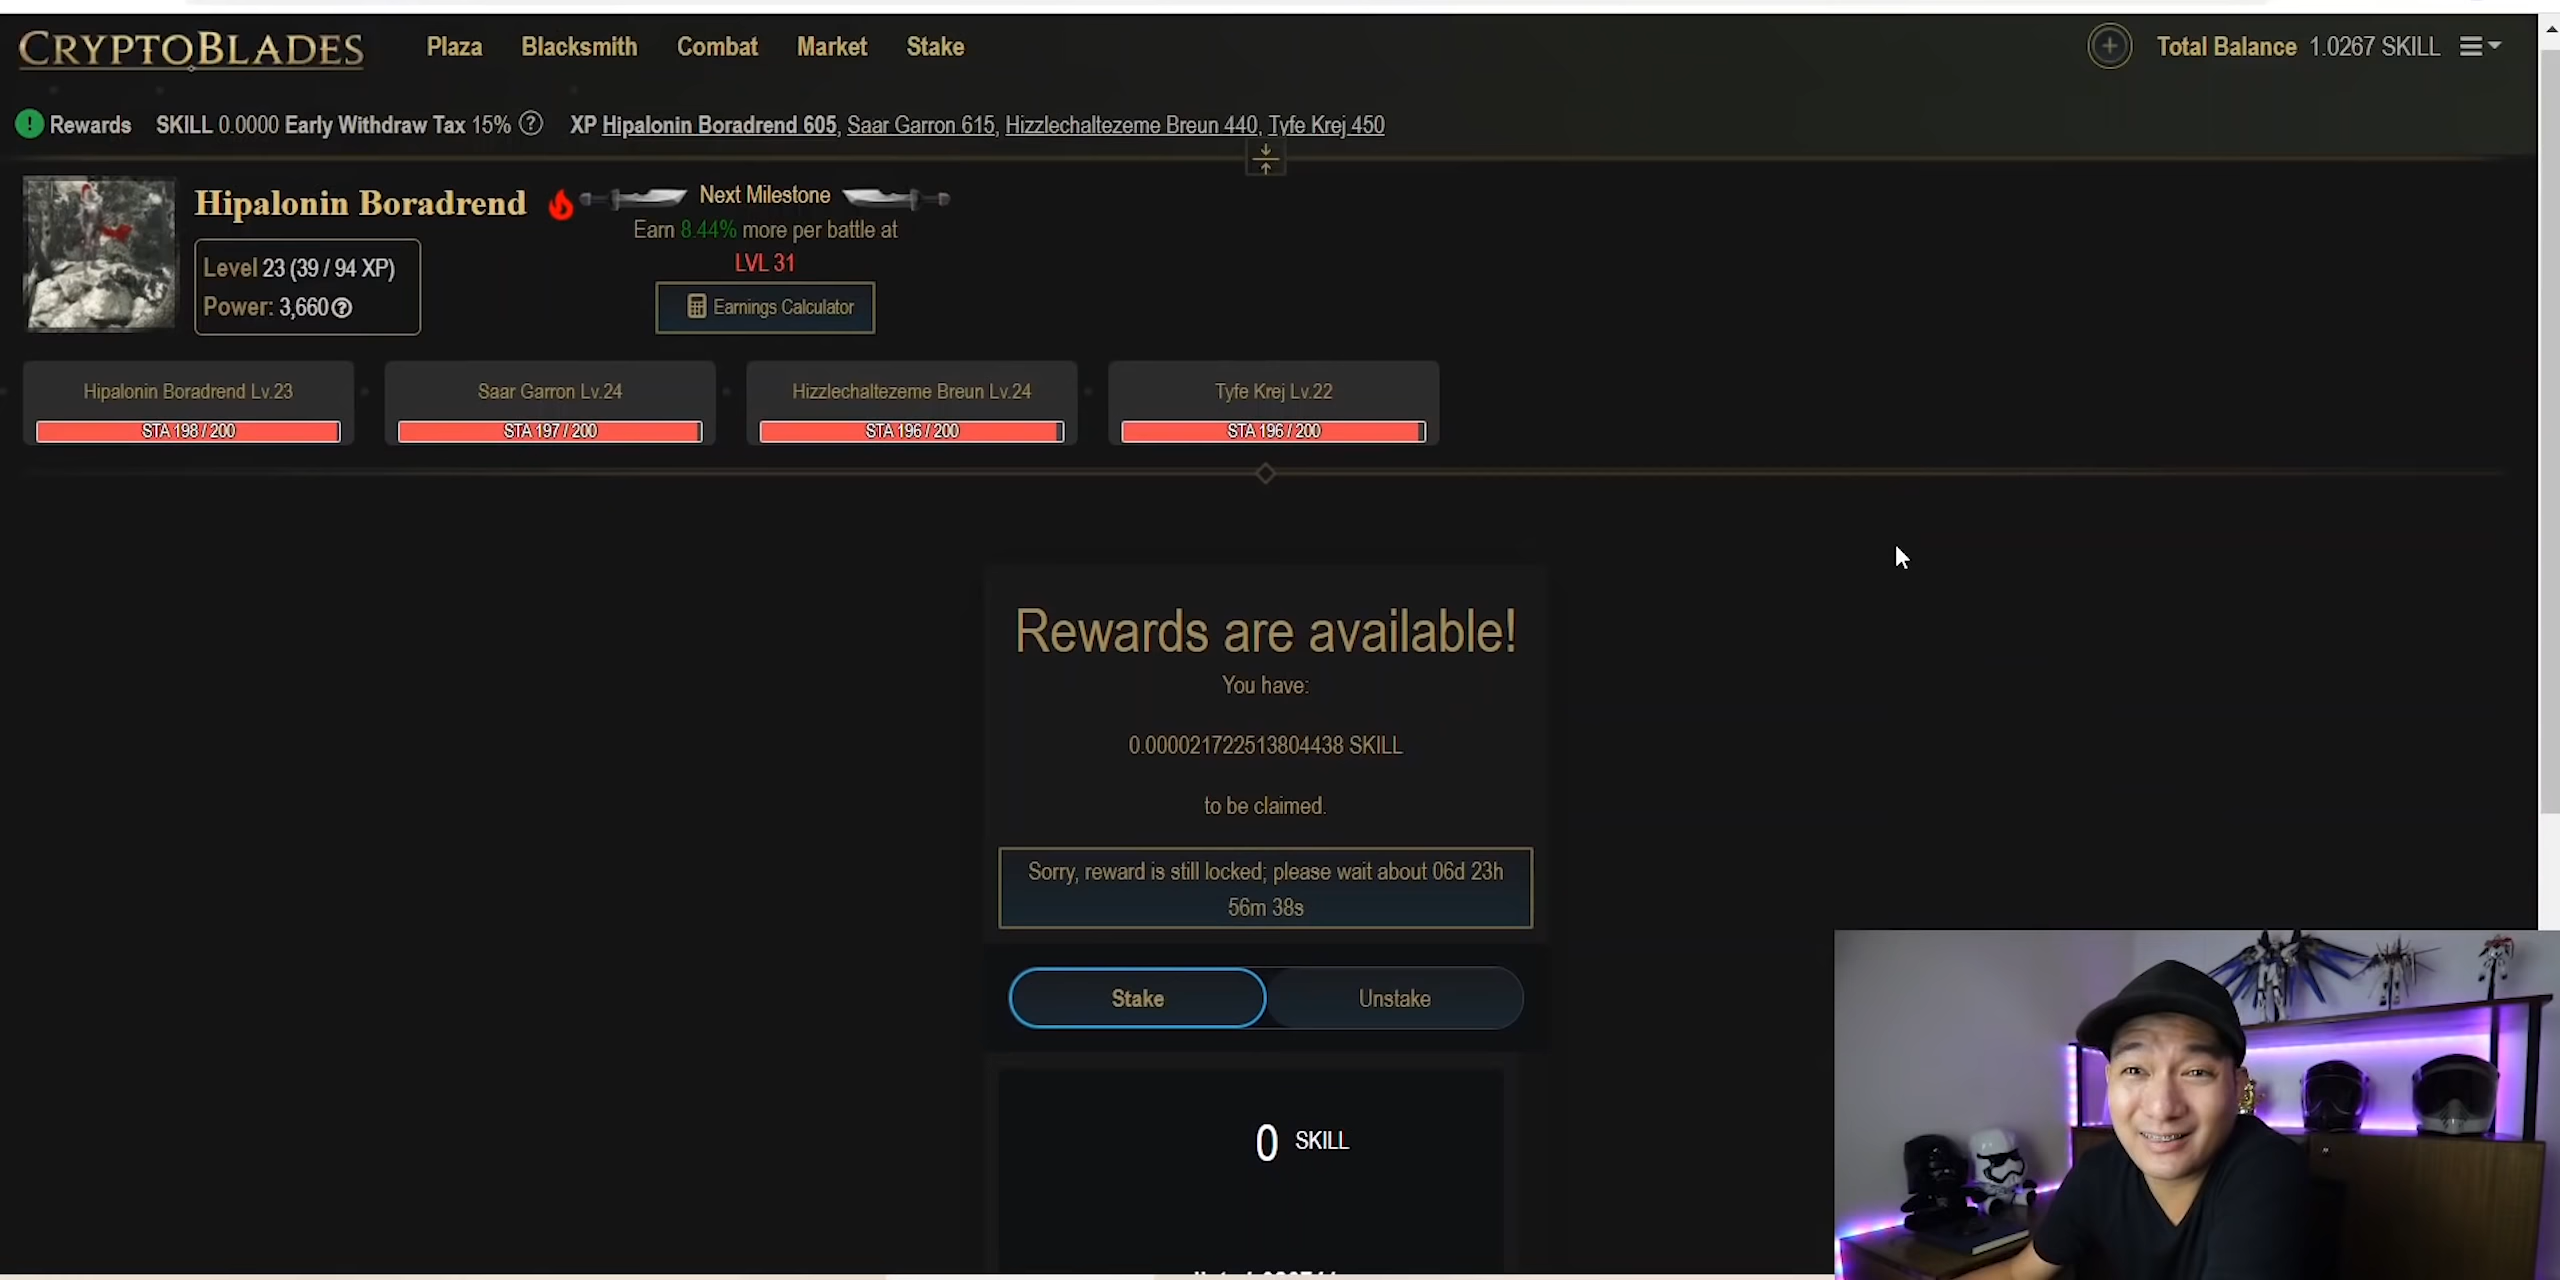 CRYPTOBLADES Plaza Blacksmith Combat Market Stake Total Balance 1.0267 SKILL
Rewards SKILL 0.0000 Early Withdraw Tax 15% XP Hipalonin Boradrend 605, Saar Garron 615, Hizzlechaltezeme Breun 440, Tyfe Krej 450
Hipalonin Boradrend
Level 23 (39 / 94 XP)
Power: 3,660
Next Milestone
Earn 8.44% more per battle at
LVL 31
Earnings Calculator
Hipalonin Boradrend Lv.23
STA 198 / 200
Saar Garron Lv.24
STA 197 / 200
Hizzlechaltezeme Breun Lv.24
STA 196 / 200
Tyfe Krej Lv.22
STA 196 / 200
Rewards are available!
You have:
0.000021722513804438 SKILL
to be claimed.
Sorry, reward is still locked; please wait about 06d 23h
56m 38s
Stake Unstake
0 SKILL